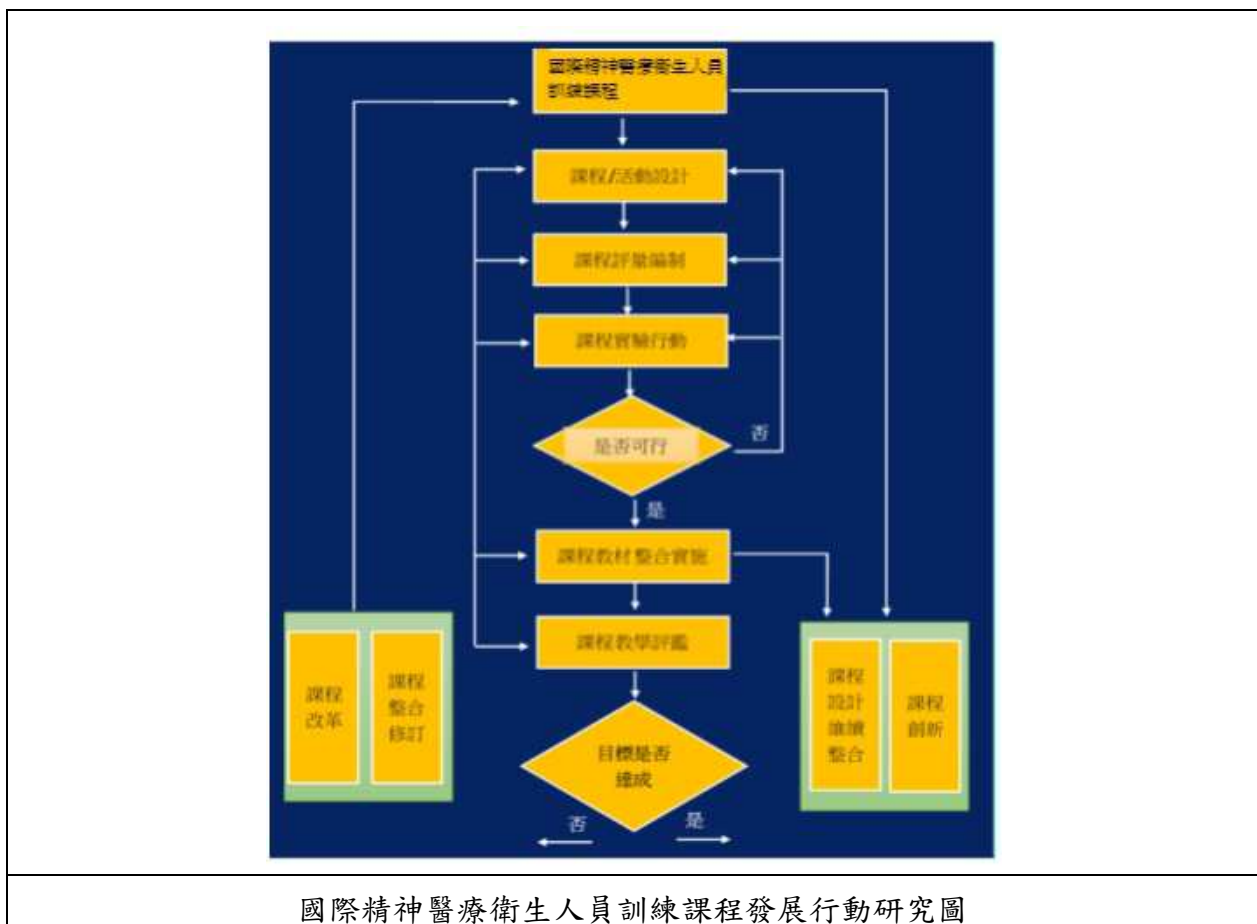 國際精神醫療衛生人員
訓練課程
課程/活動設計
課程評量編制
課程實驗行動
是否可行
否
是
課程教材整合實施
課程教學評鑑
目標是否
達成
否
是
課程
改革
課程
整合
修訂
課程
設計
整合
課程
創新
國際精神醫療衛生人員訓練課程發展行動研究圖